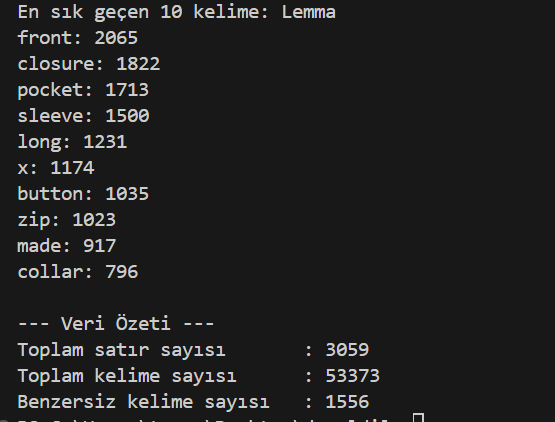 En sık geçen 10 kelime: Lemma
front: 2065
closure: 1822
pocket: 1713
sleeve: 1500
long: 1231
x: 1174
button: 1035
zip: 1023
made: 917
collar: 796
--- Veri Özeti ---
Toplam satır sayısı : 3059
Toplam kelime sayısı : 53373
Benzersiz kelime sayısı : 1556